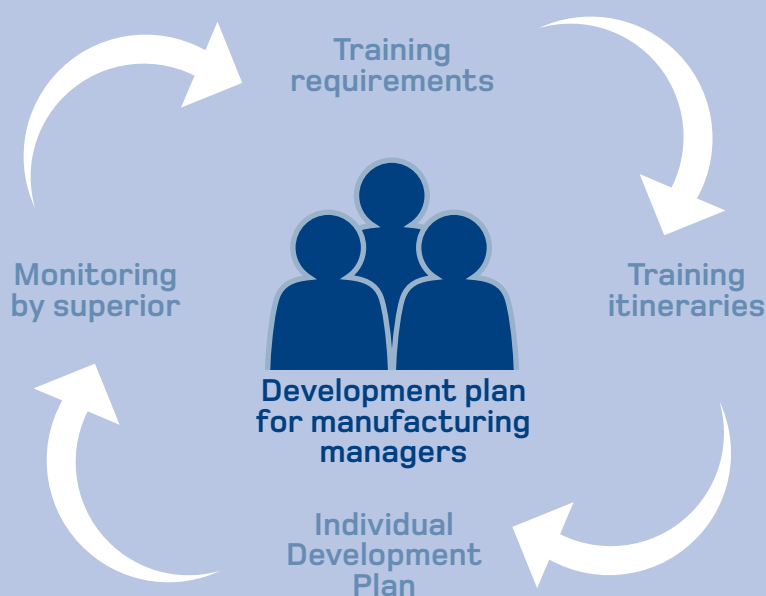 Training
requirements
Monitoring
by superior
Training
itineraries
Development plan
for manufacturing
managers
Individual
Development
Plan